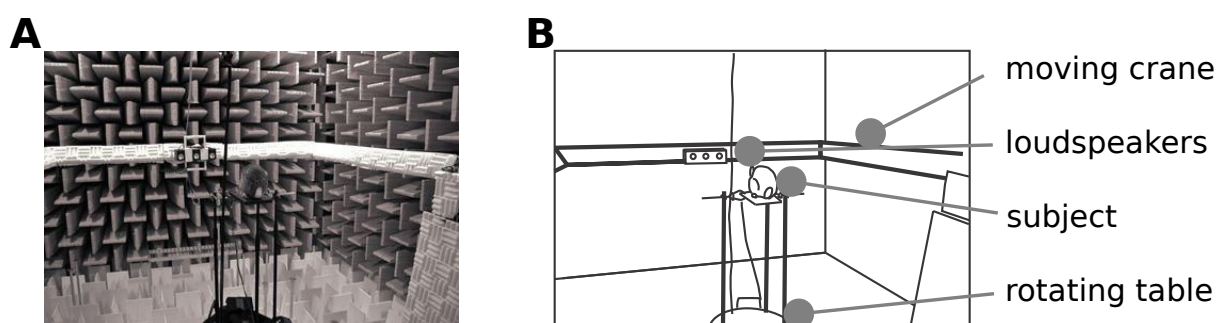 A
B
moving crane
loudspeakers
subject
rotating table